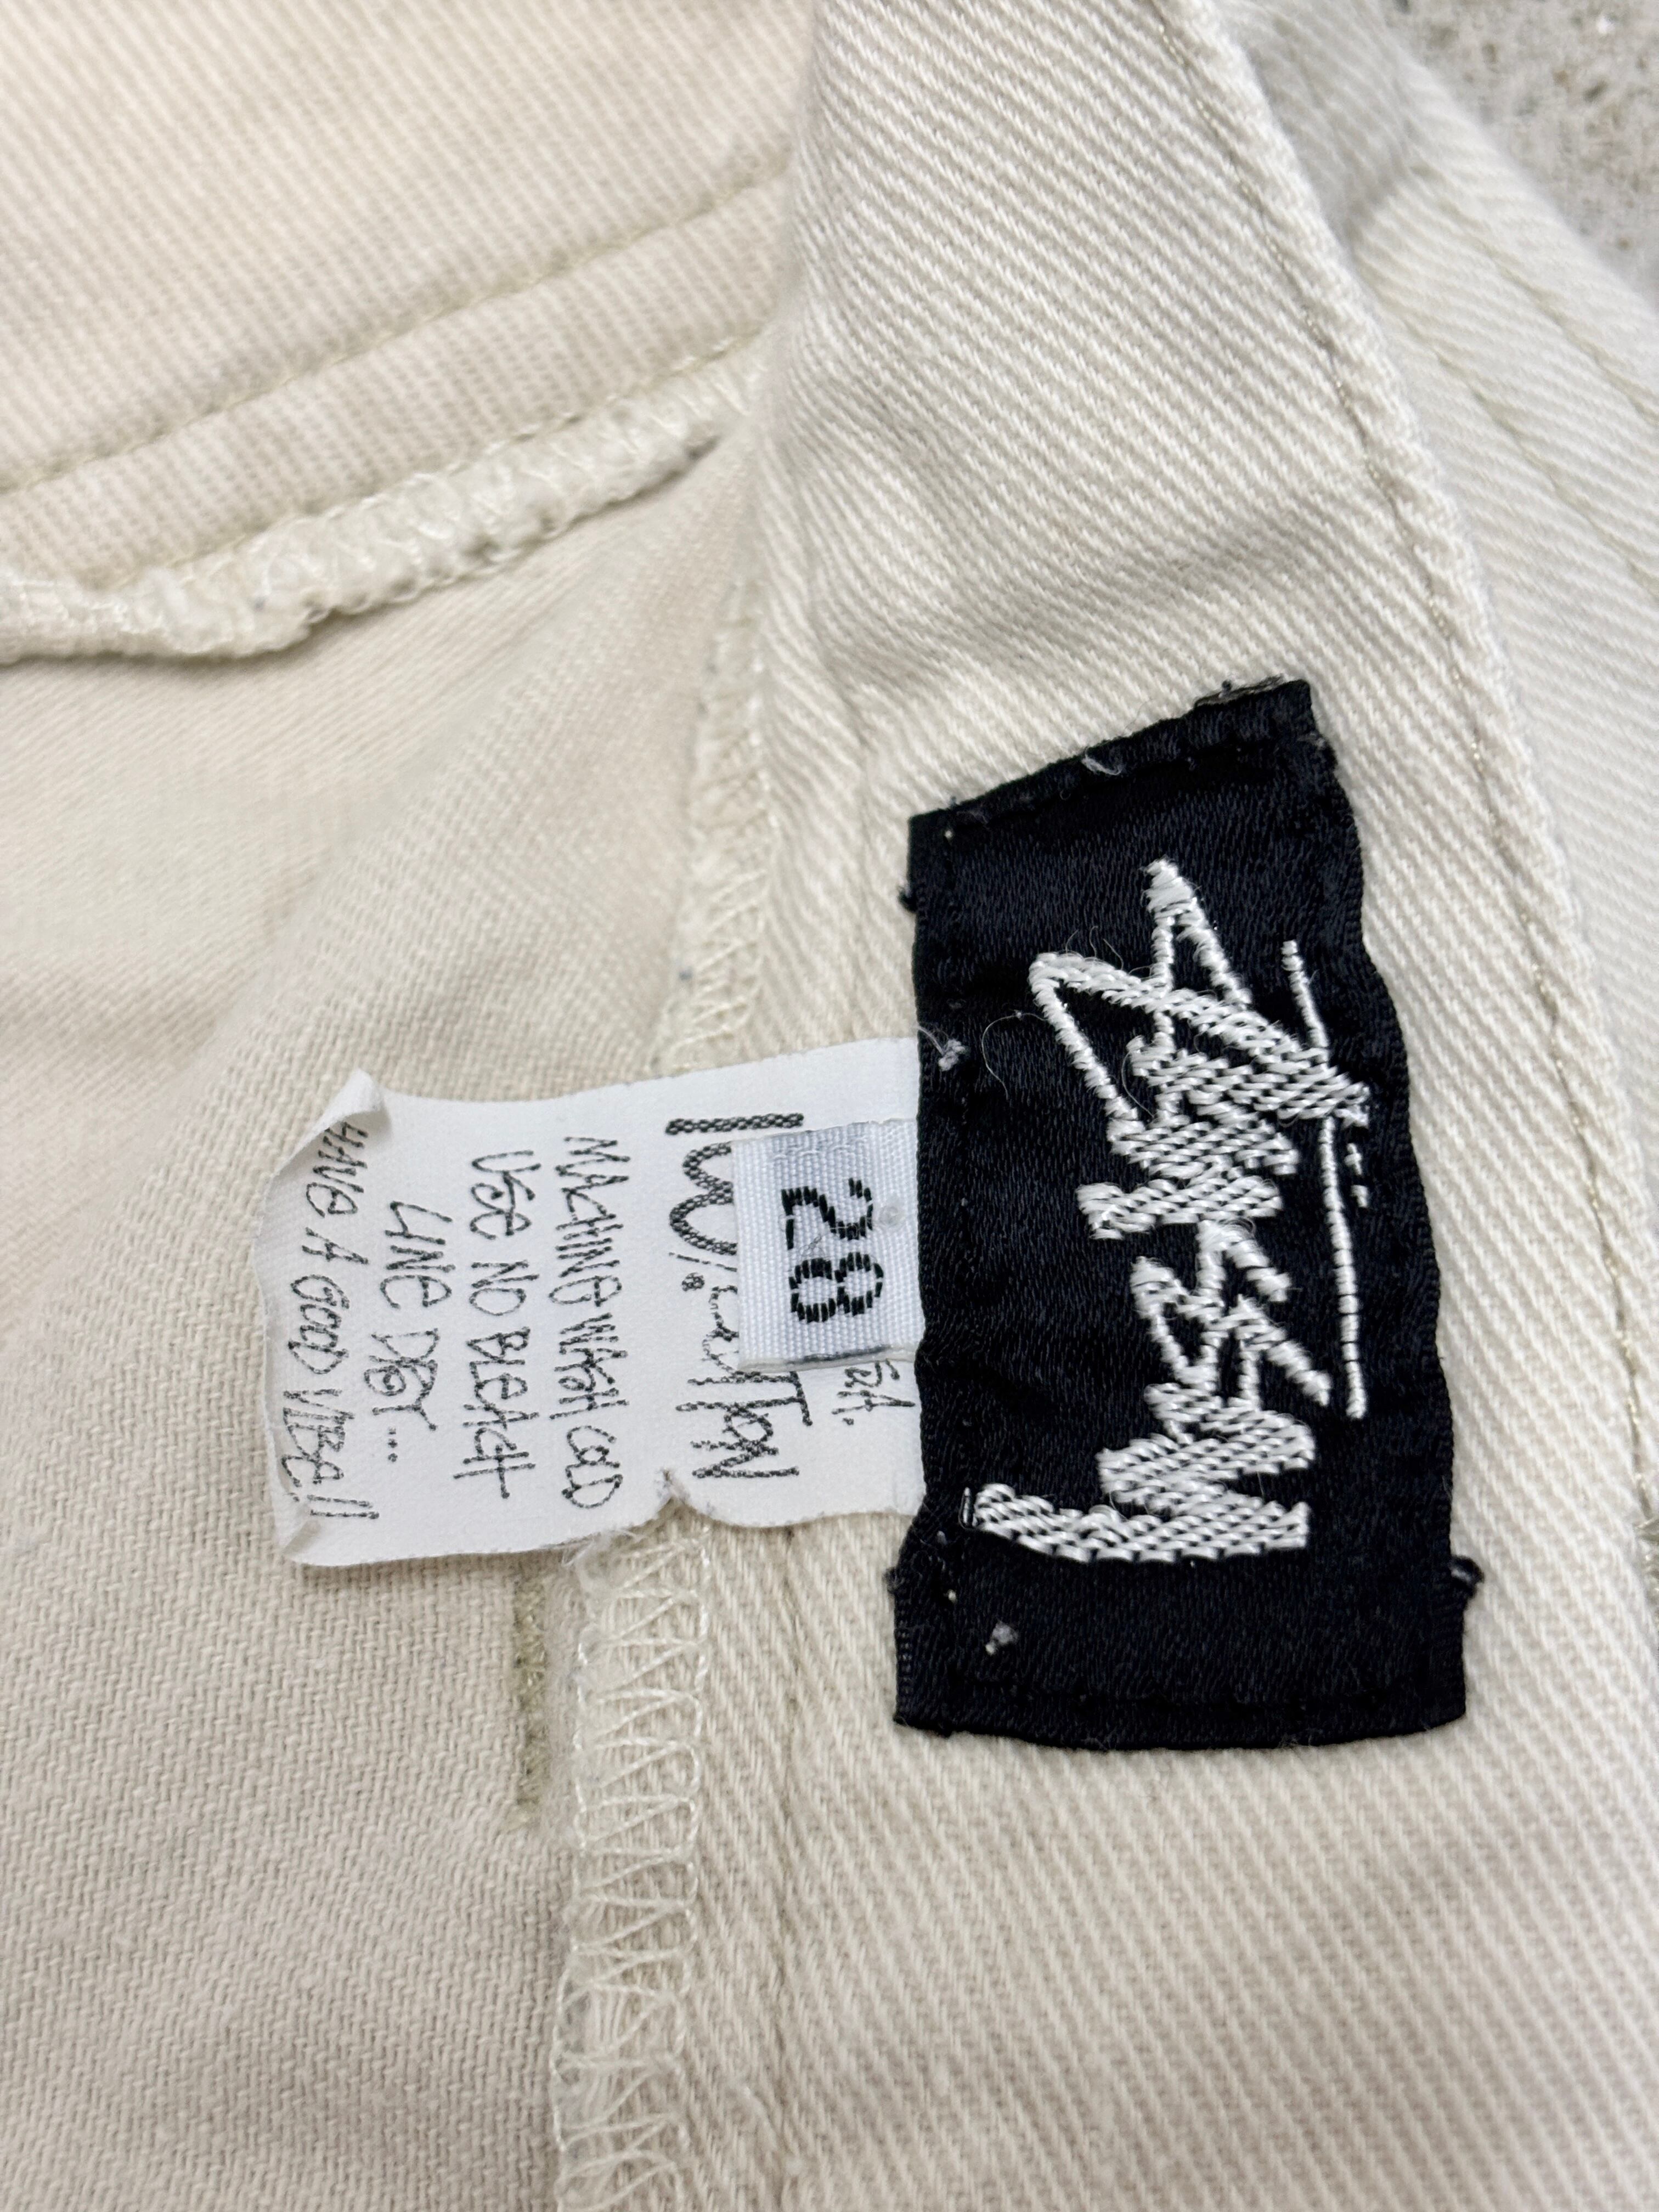 Stüssy
28
100% COTTON
MACHINE WASH COLD
USE NO BLEACH
LINE DRY...
HAVE A GOOD VIBE!!